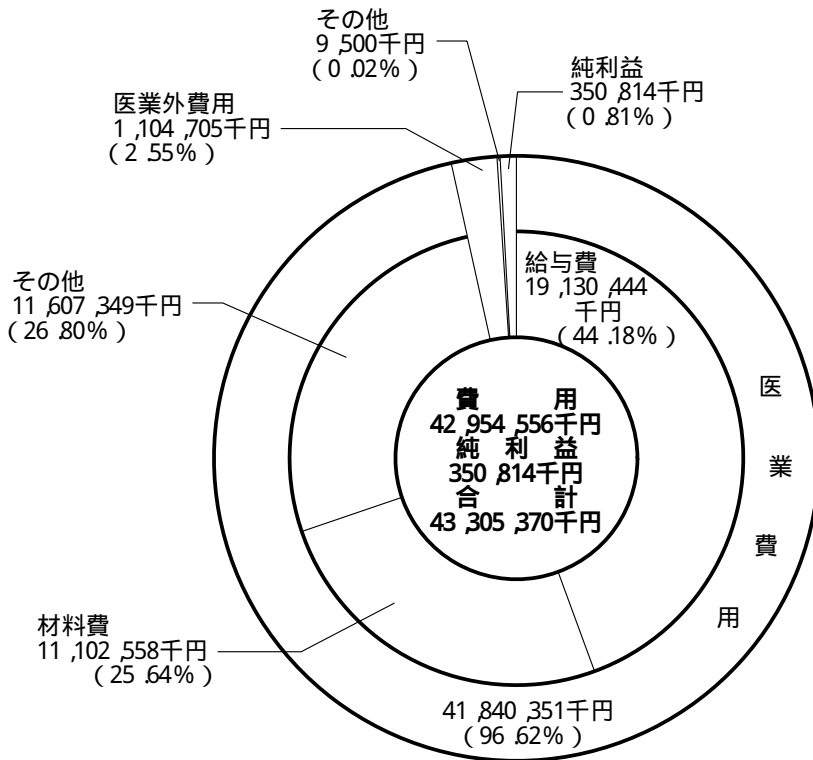 その他
9,500千円
(0.02%)
純利益
350,814千円
(0.81%)
医業外費用
1,104,705千円
(2.55%)
その他
11,607,349千円
(26.80%)
給与費
19,130,444
千円
(44.18%)
費用
42,954,556千円
純利益
350,814千円
合計
43,305,370千円
医業費用
材料費
11,102,558千円
(25.64%)
41,840,351千円
(96.62%)